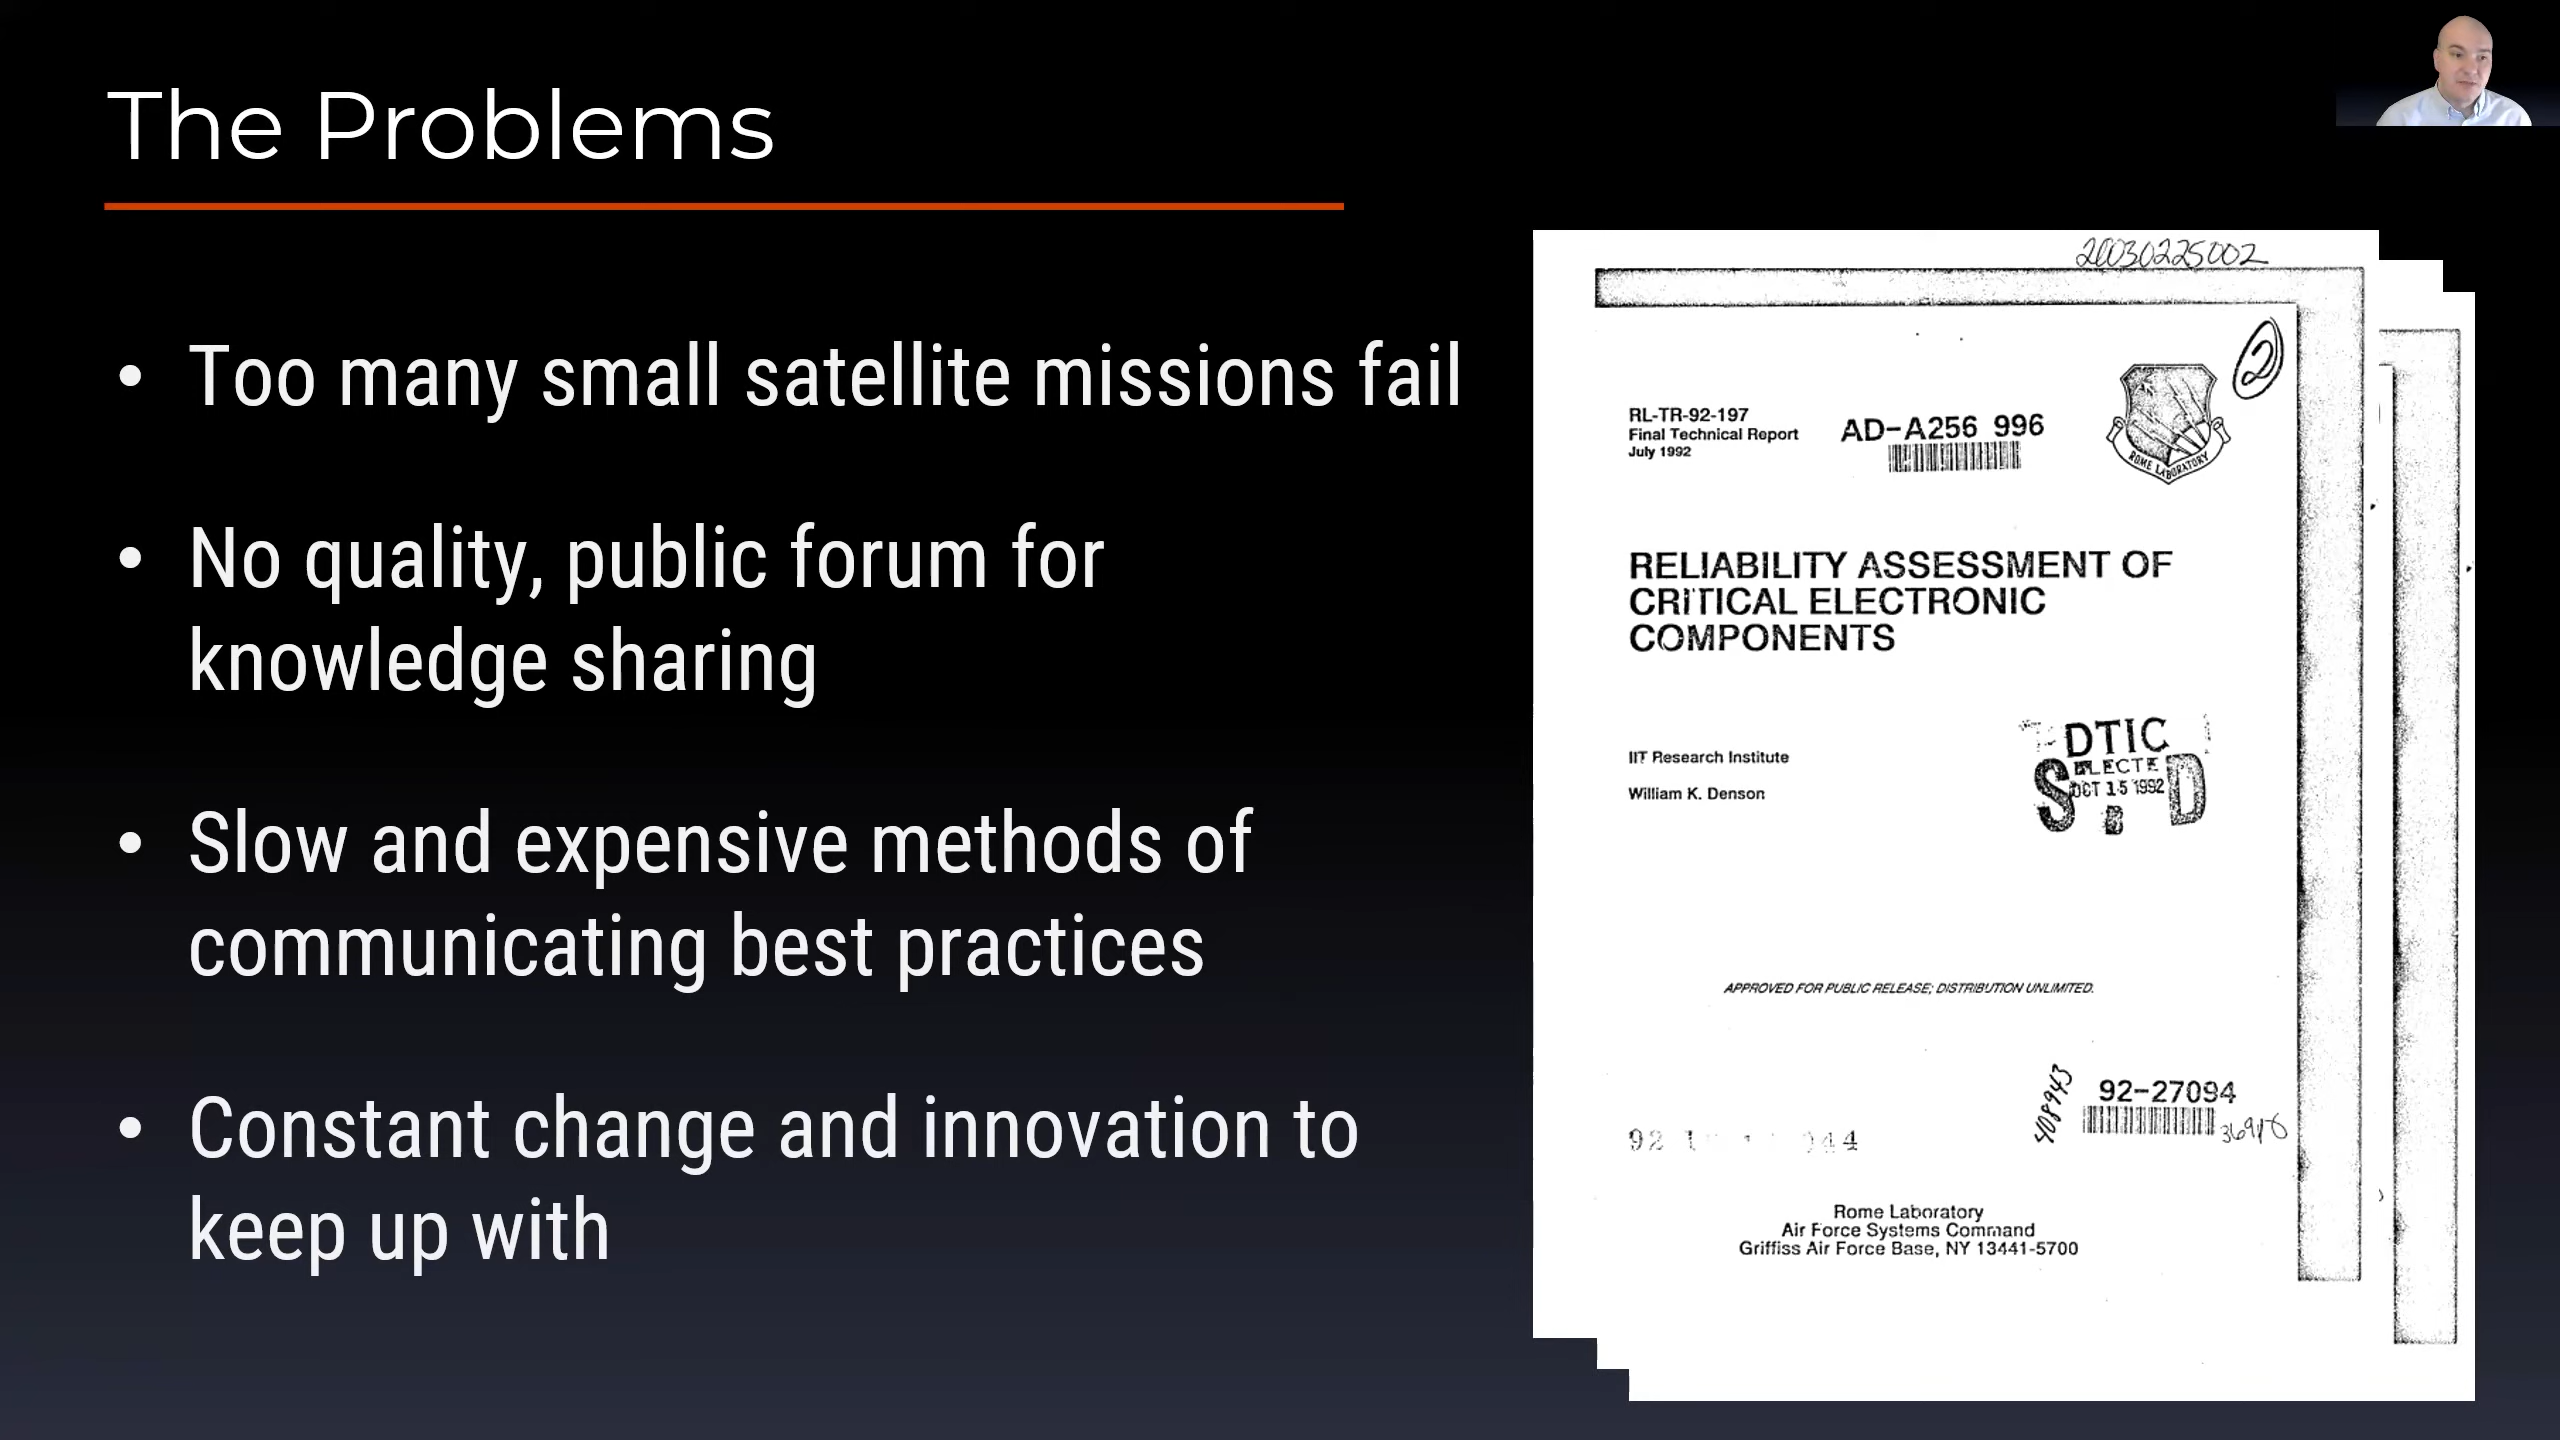 The Problems
• Too many small satellite missions fail
• No quality, public forum for
knowledge sharing
• Slow and expensive methods of
communicating best practices
• Constant change and innovation to
keep up with
20030225002
2
RL-TR-92-197
Final Technical Report
July 1992
AD-A256 996
ROME LABORATORY
RELIABILITY ASSESSMENT OF
CRITICAL ELECTRONIC
COMPONENTS
IIT Research Institute
William K. Denson
DTIC
ELECTE
OCT 15 1992
S D
APPROVED FOR PUBLIC RELEASE; DISTRIBUTION UNLIMITED.
408943
92-27094
92
Rome Laboratory
Air Force Systems Command
Griffiss Air Force Base, NY 13441-5700